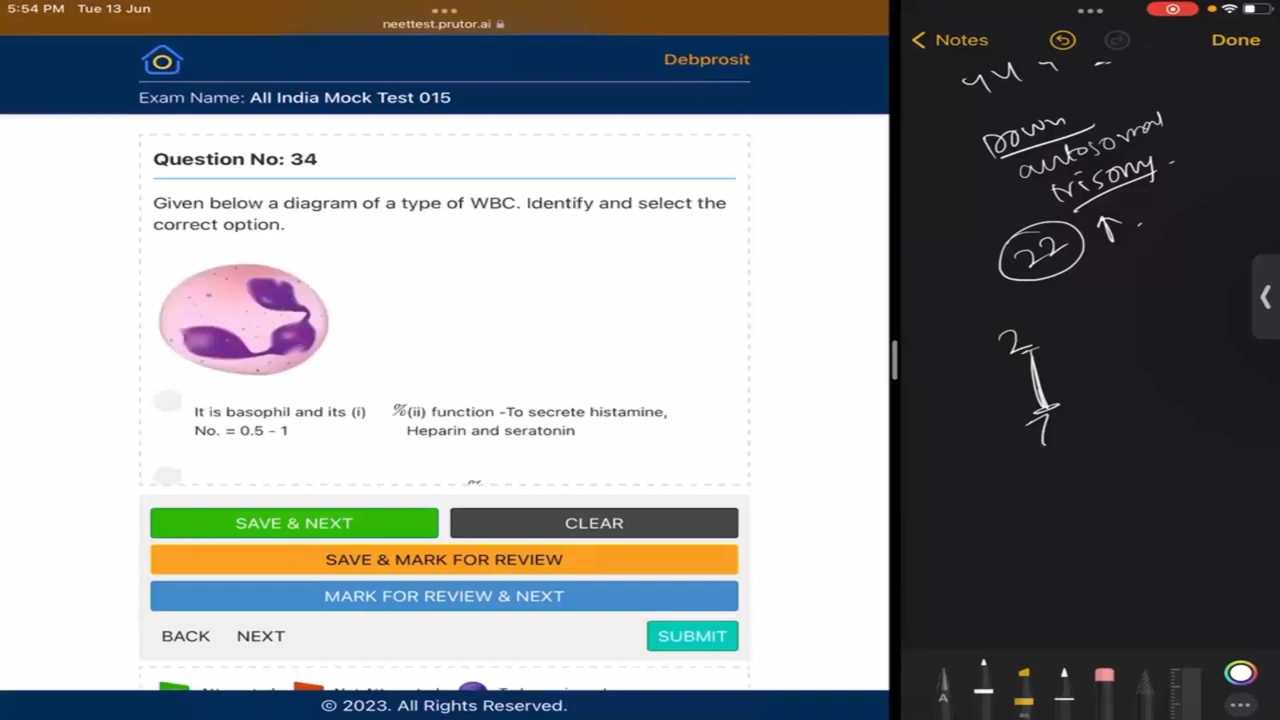 5:54 PM Tue 13 Jun
neettest.prutor.ai
Debprosit
Exam Name: All India Mock Test 015
Question No: 34
Given below a diagram of a type of WBC. Identify and select the
correct option.
It is basophil and its (i) %(ii) function -To secrete histamine,
No. = 0.5 - 1 Heparin and seratonin
SAVE & NEXT CLEAR
SAVE & MARK FOR REVIEW
MARK FOR REVIEW & NEXT
BACK NEXT SUBMIT
© 2023. All Rights Reserved.
Notes Done
Down
autosomal
trisomy
22
2
7
A